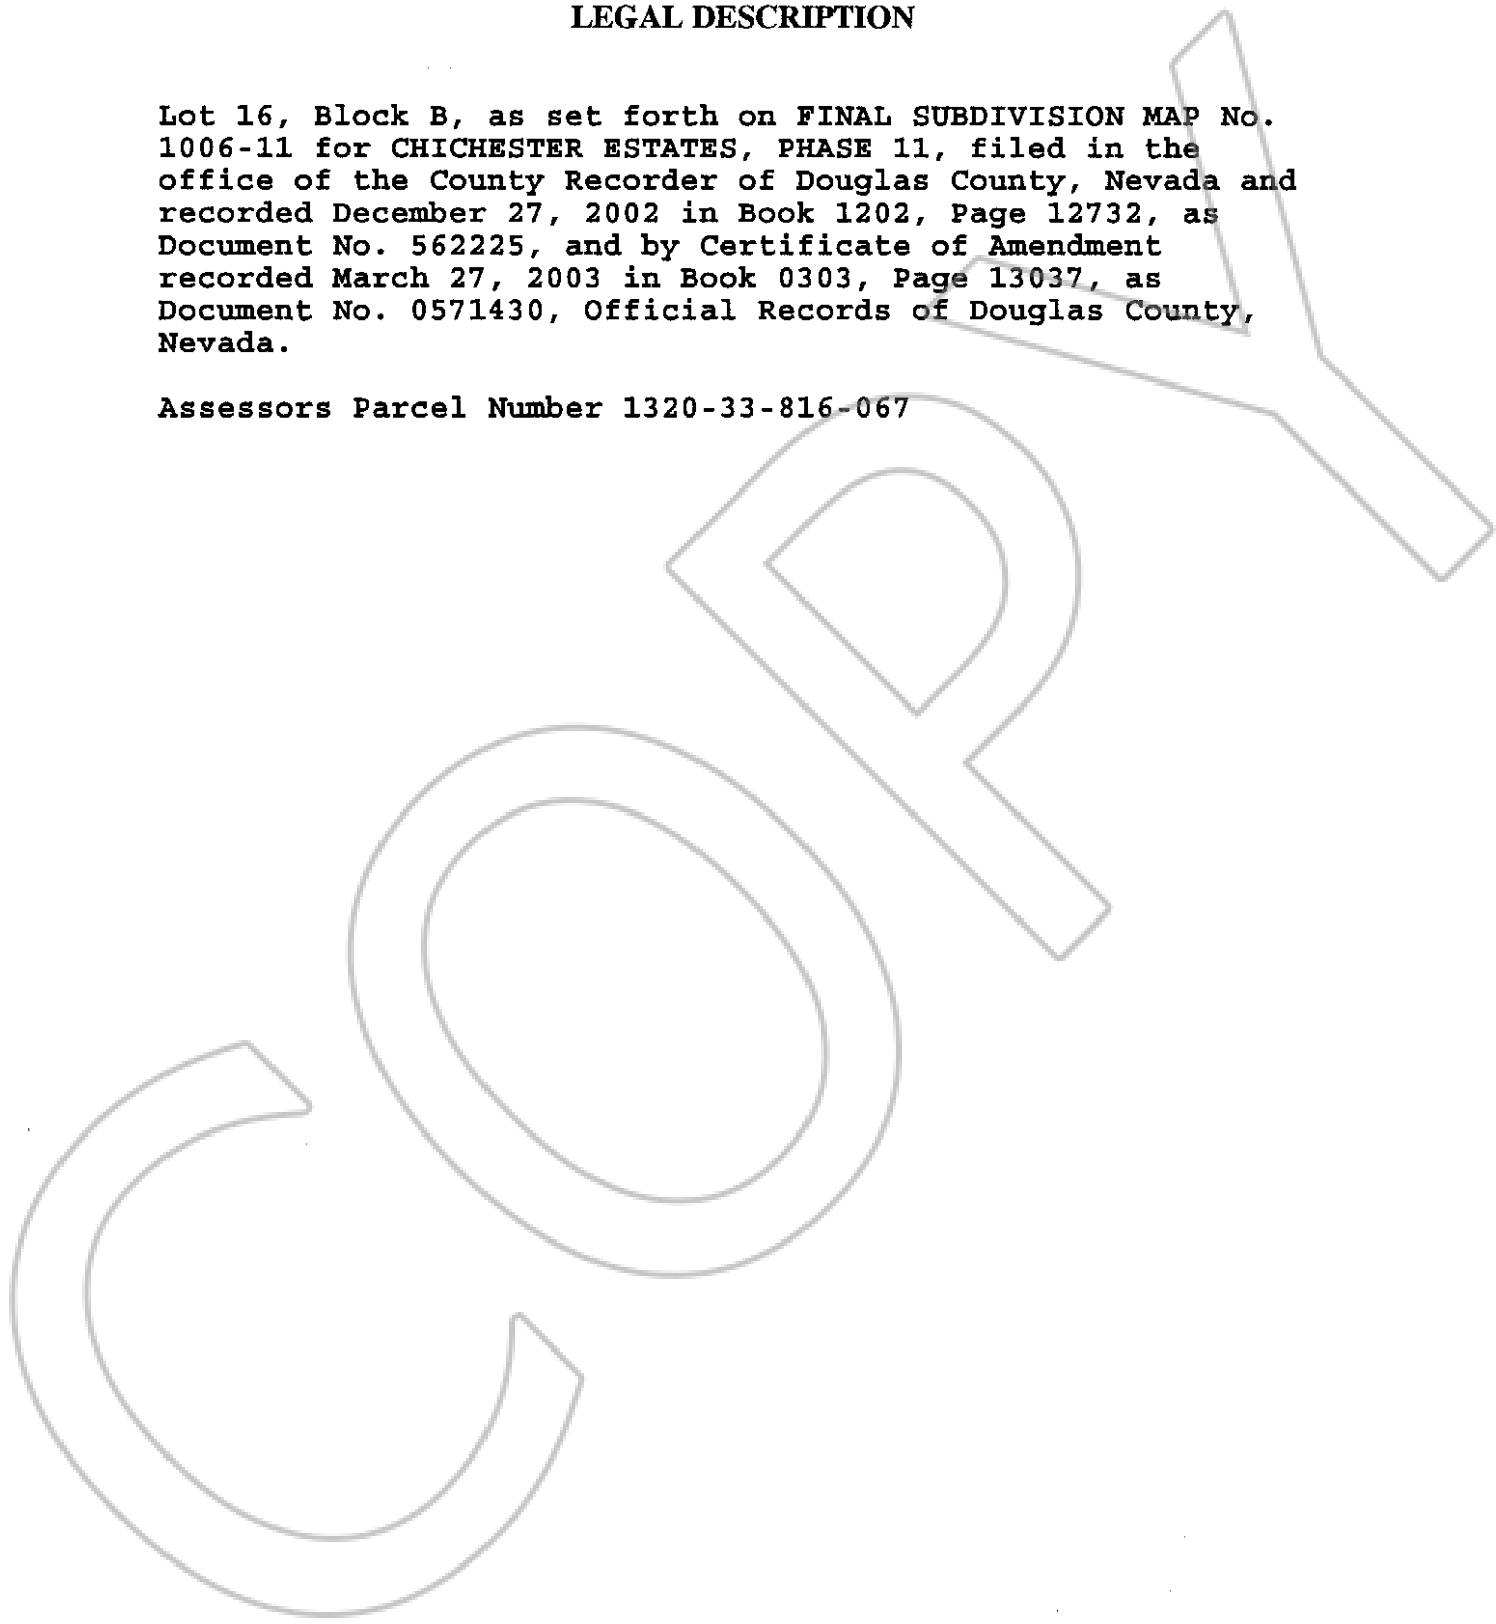 LEGAL DESCRIPTION
Lot 16, Block B, as set forth on FINAL SUBDIVISION MAP No.
1006-11 for CHICHESTER ESTATES, PHASE 11, filed in the
office of the County Recorder of Douglas County, Nevada and
recorded December 27, 2002 in Book 1202, Page 12732, as
Document No. 562225, and by Certificate of Amendment
recorded March 27, 2003 in Book 0303, Page 13037, as
Document No. 0571430, Official Records of Douglas County,
Nevada.
Assessors Parcel Number 1320-33-816-067
COPY